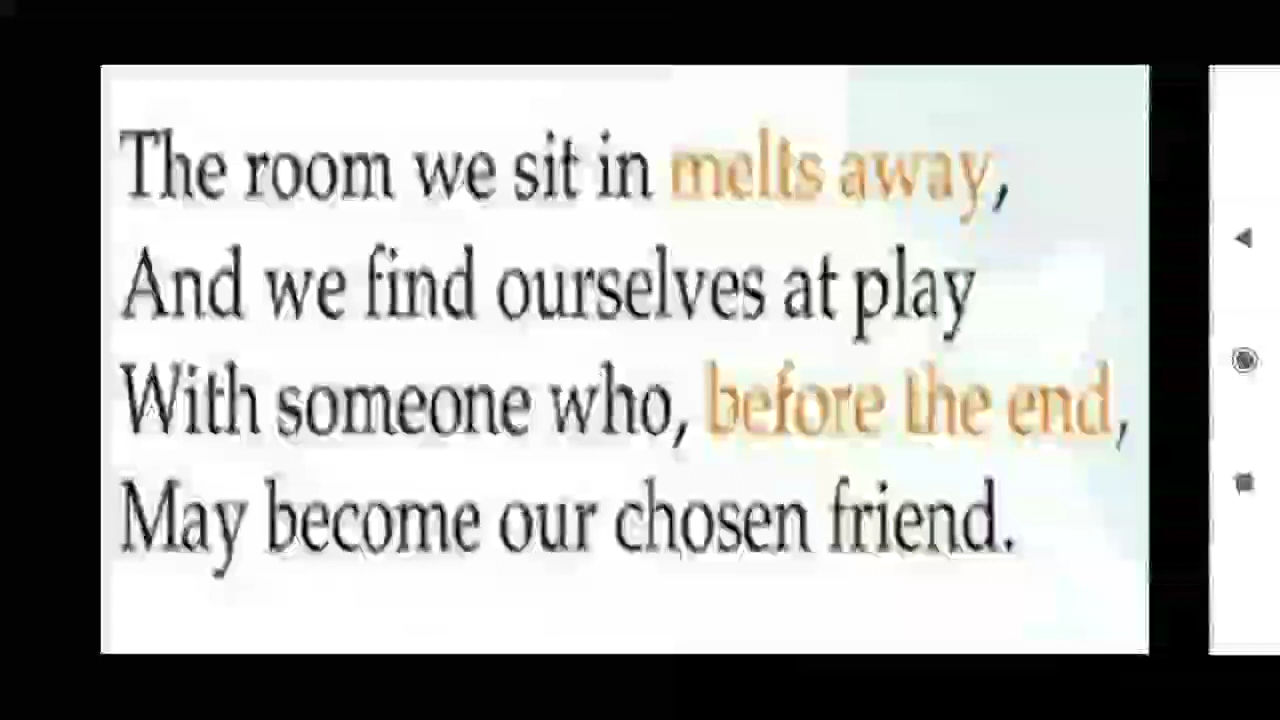 The room we sit in melts away,
And we find ourselves at play
With someone who, before the end,
May become our chosen friend.